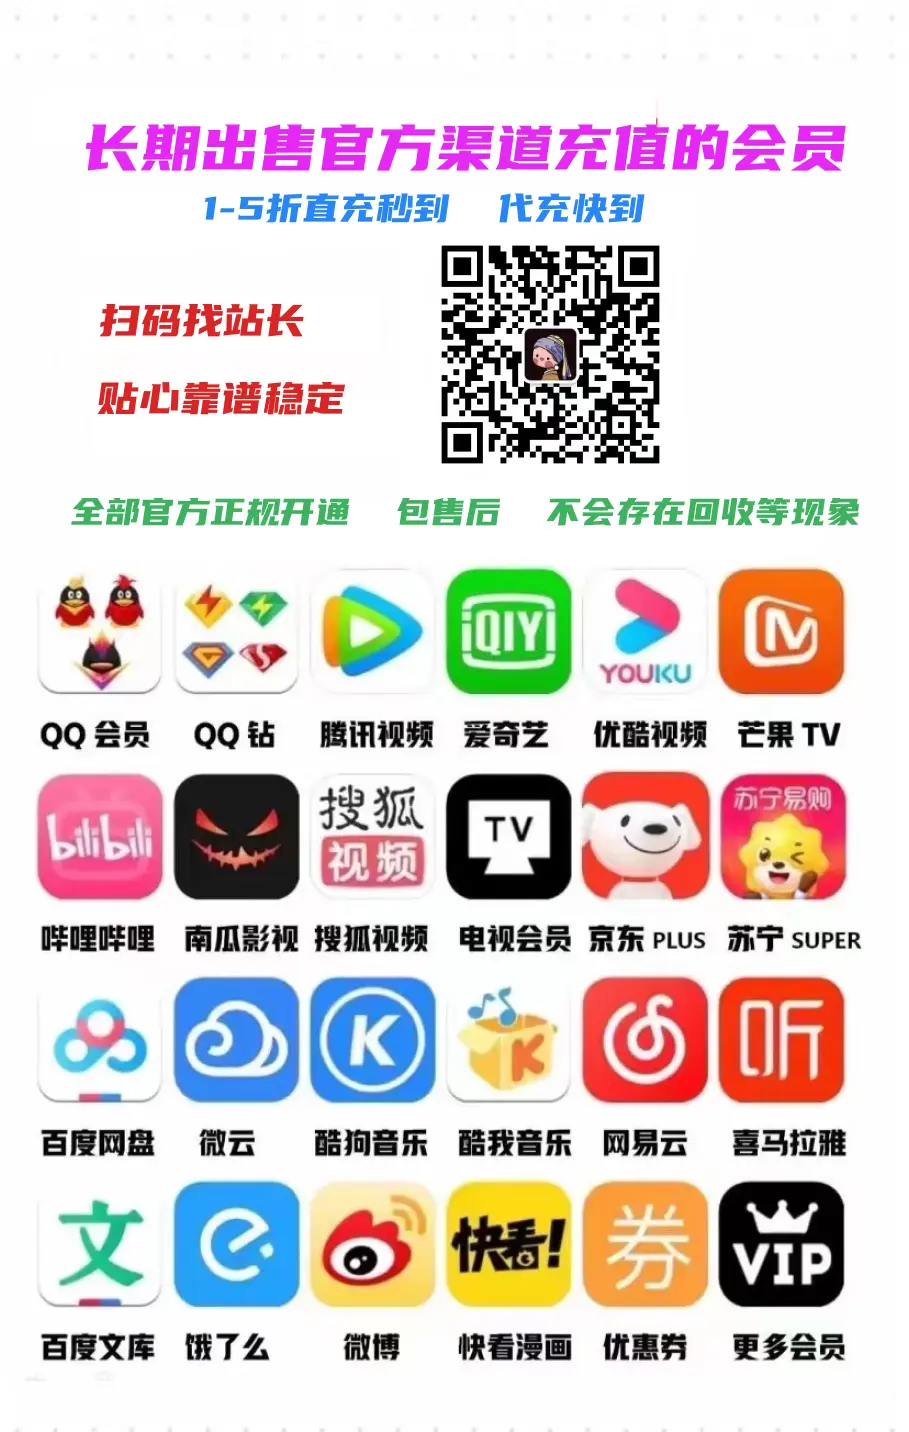 长期出售官方渠道充值的会员
1-5折直充秒到 代充快到
扫码找站长
贴心靠谱稳定
全部官方正规开通 包售后 不会存在回收等现象
iQIYI YOUKU
QQ 会员 QQ 钻 腾讯视频 爱奇艺 优酷视频 芒果 TV
bilibili 搜狐视频 TV 苏宁易购
哔哩哔哩 南瓜影视 搜狐视频 电视会员 京东 PLUS 苏宁 SUPER
K K 听
百度网盘 微云 酷狗音乐 酷我音乐 网易云 喜马拉雅
文 快看! 券 VIP
百度文库 饿了么 微博 快看漫画 优惠券 更多会员